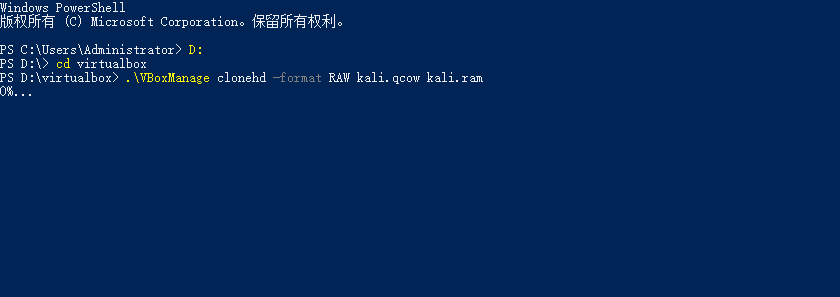 Windows PowerShell
版权所有 (C) Microsoft Corporation。保留所有权利。
PS C:\Users\Administrator> D:
PS D:\> cd virtualbox
PS D:\virtualbox> .\VBoxManage clonehd -format RAW kali.qcow kali.ram
0%...